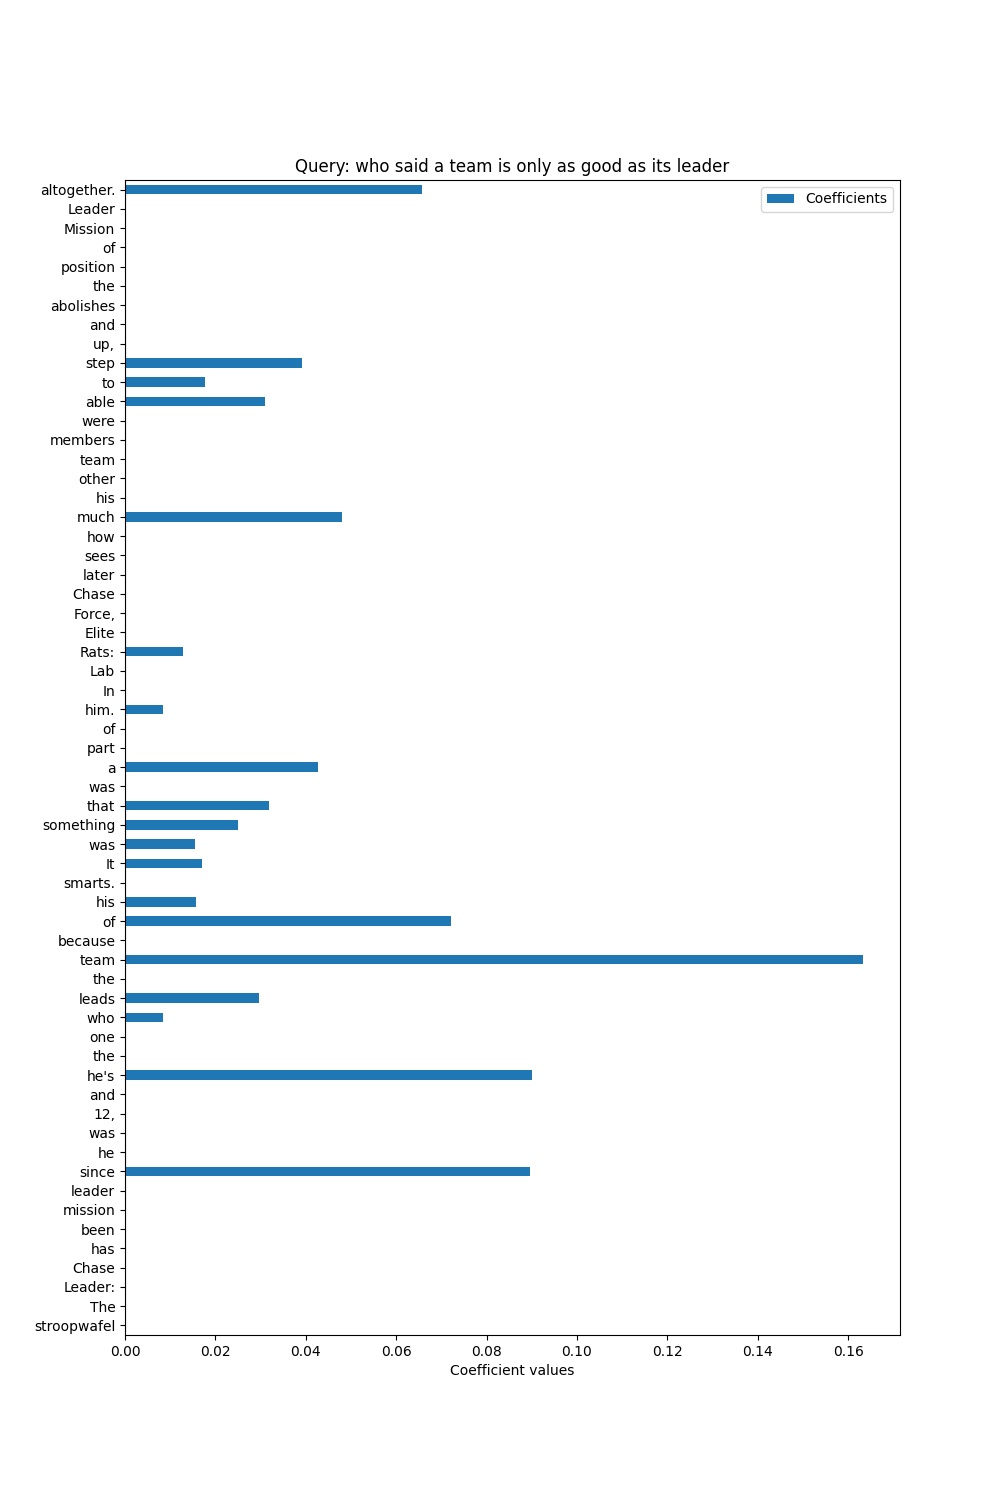 Query: who said a team is only as good as its leader
Coefficients
altogether.
Leader
Mission
of
position
the
abolishes
and
up,
step
to
able
were
members
team
other
his
much
how
sees
later
Chase
Force,
Elite
Rats:
Lab
In
him.
of
part
a
was
that
something
was
It
smarts.
his
of
because
team
the
leads
who
one
the
he's
and
12,
was
he
since
leader
mission
been
has
Chase
Leader:
The
stroopwafel
0.00 0.02 0.04 0.06 0.08 0.10 0.12 0.14 0.16
Coefficient values